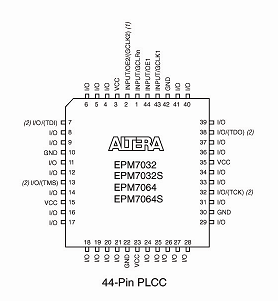 I/O I/O I/O VCC INPUT/OE2/(GCLK2) (1) INPUT/GCLRn INPUT/OE1 INPUT/GCLK1 GND I/O I/O
6 5 4 3 2 1 44 43 42 41 40
(2) I/O/(TDI) 7
I/O 8
I/O 9
GND 10
I/O 11
I/O 12
(2) I/O/(TMS) 13
I/O 14
VCC 15
I/O 16
I/O 17
ALTERA
EPM7032
EPM7032S
EPM7064
EPM7064S
39 I/O
38 I/O/(TDO) (2)
37 I/O
36 I/O
35 VCC
34 I/O
33 I/O
32 I/O/(TCK) (2)
31 I/O
30 GND
29 I/O
18 19 20 21 22 23 24 25 26 27 28
I/O I/O I/O I/O GND VCC I/O I/O I/O I/O I/O
44-Pin PLCC